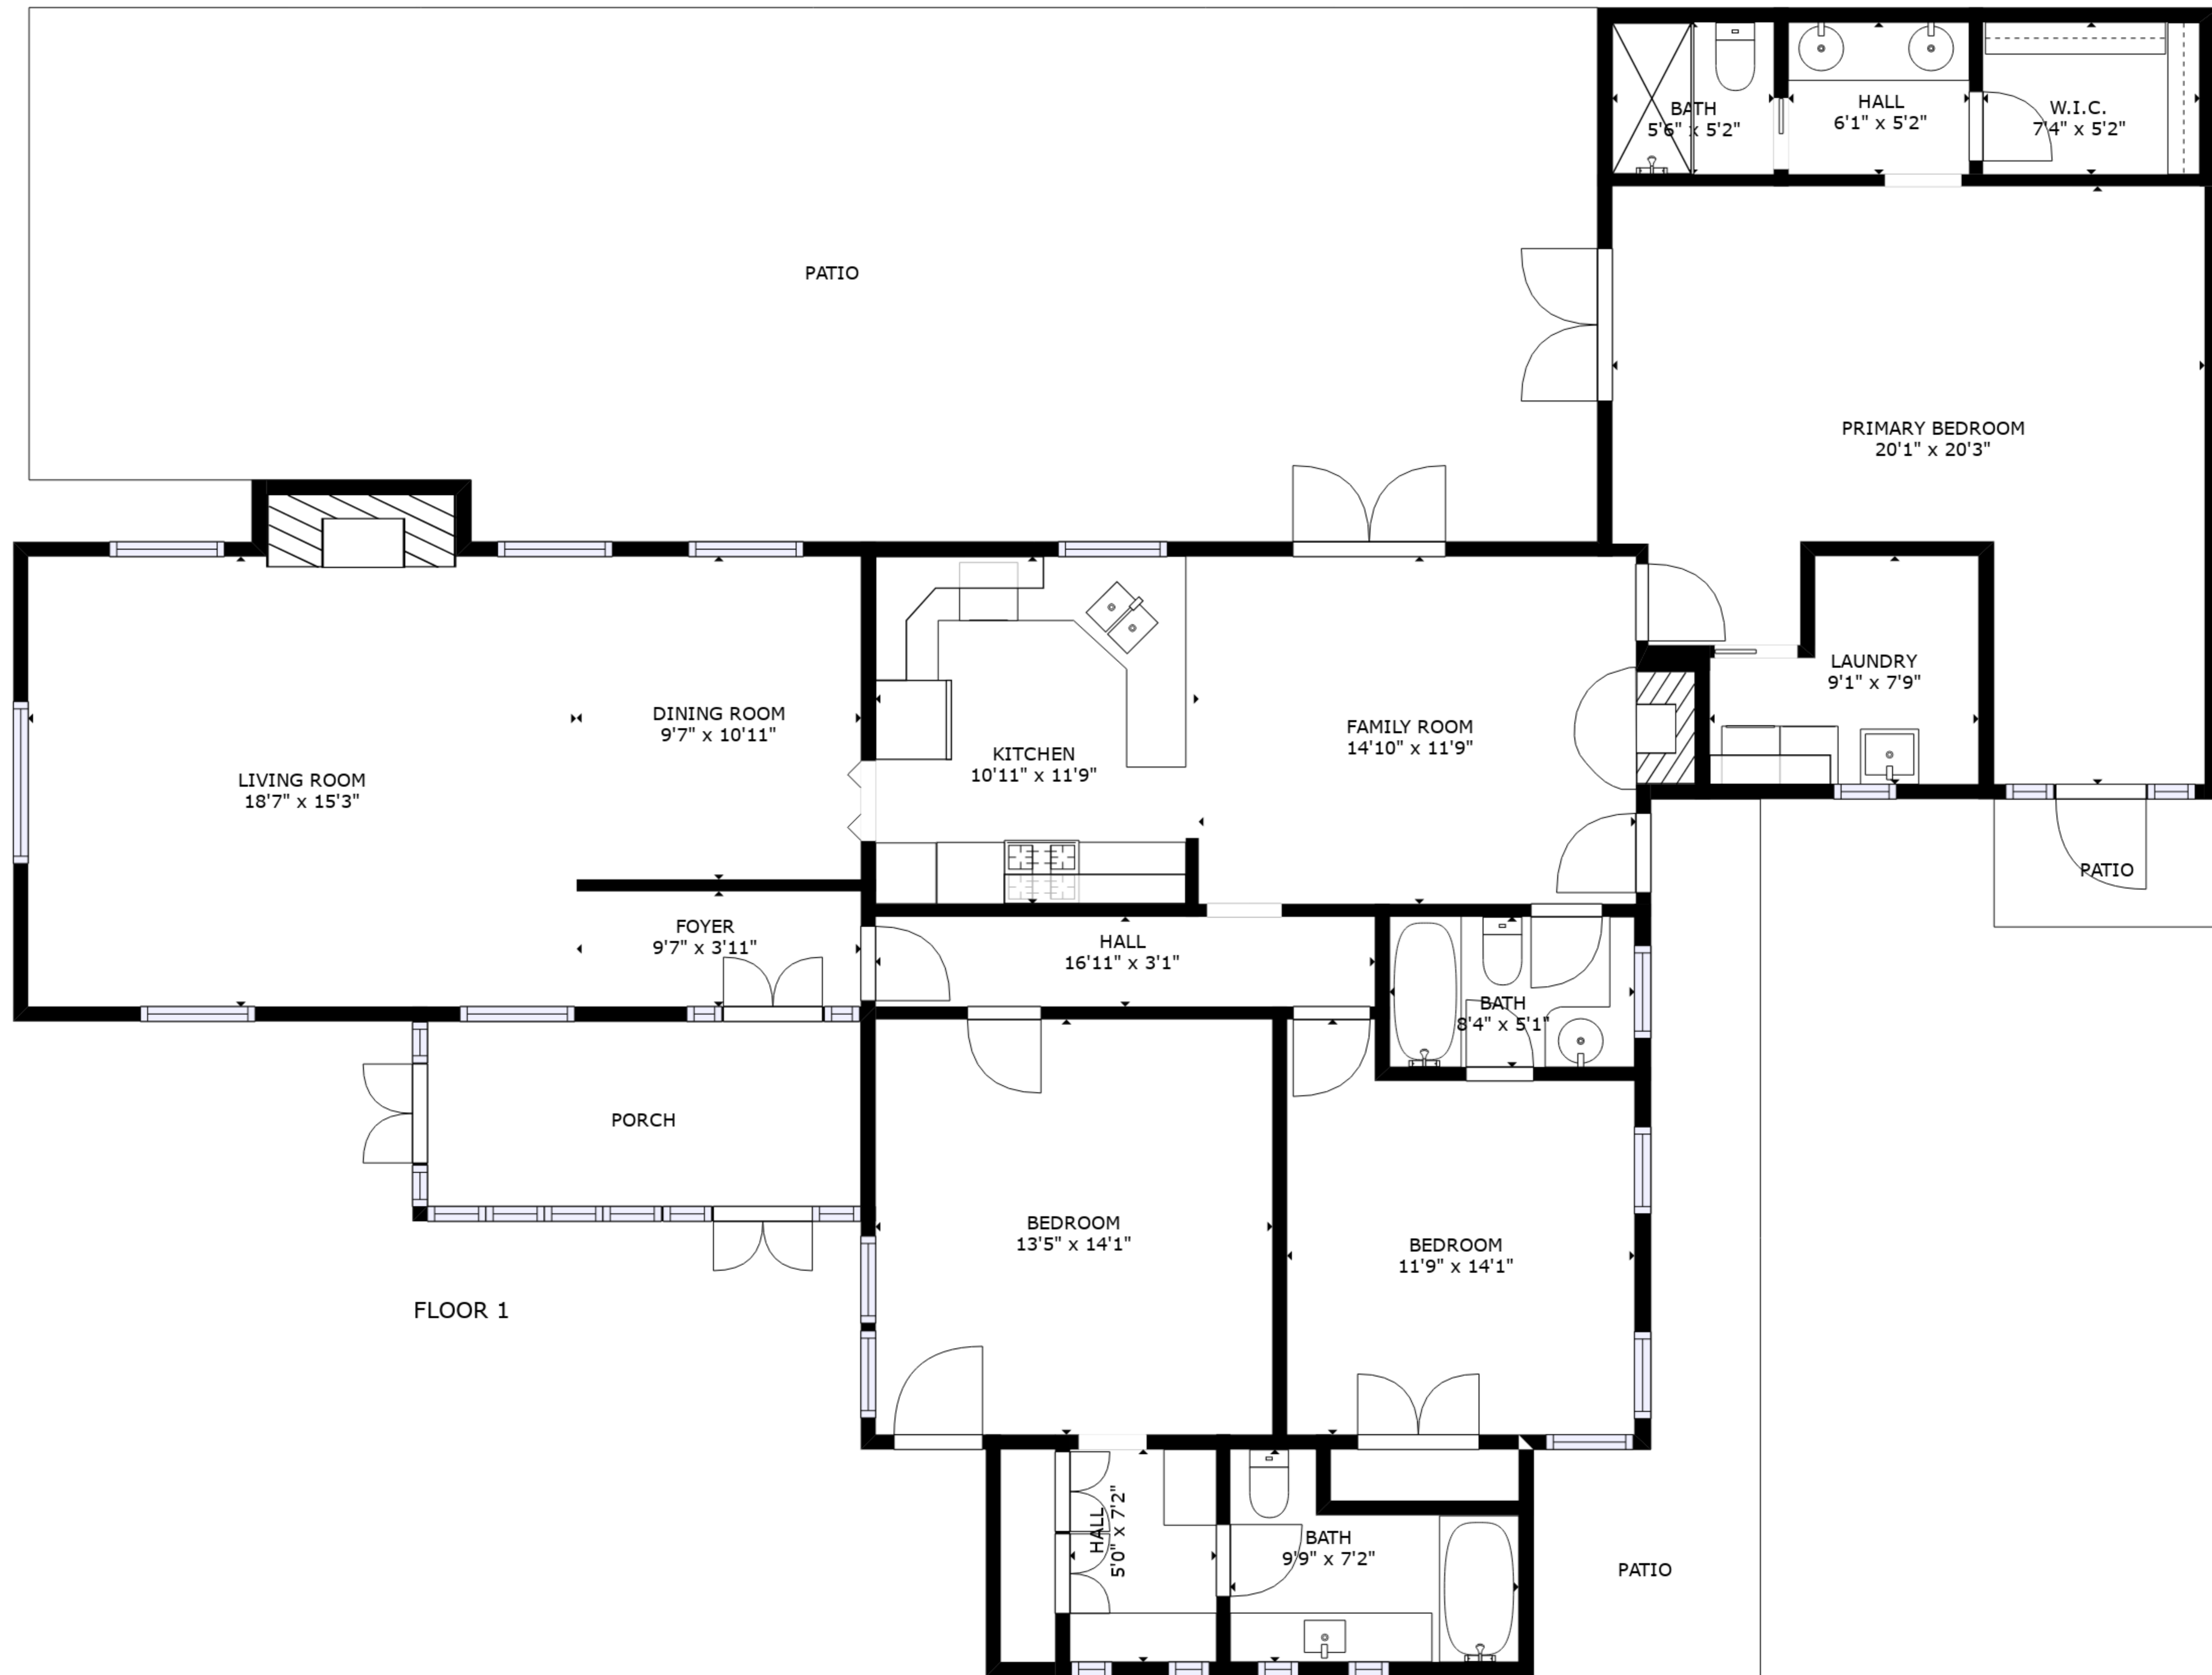 BATH
5'6" x 5'2"
HALL
6'1" x 5'2"
W.I.C.
7'4" x 5'2"
PATIO
PRIMARY BEDROOM
20'1" x 20'3"
LAUNDRY
9'1" x 7'9"
DINING ROOM
9'7" x 10'11"
FAMILY ROOM
14'10" x 11'9"
KITCHEN
10'11" x 11'9"
LIVING ROOM
18'7" x 15'3"
PATIO
FOYER
9'7" x 3'11"
HALL
16'11" x 3'1"
BATH
8'4" x 5'1"
PORCH
BEDROOM
13'5" x 14'1"
BEDROOM
11'9" x 14'1"
FLOOR 1
HALL
5'0" x 7'2"
BATH
9'9" x 7'2"
PATIO